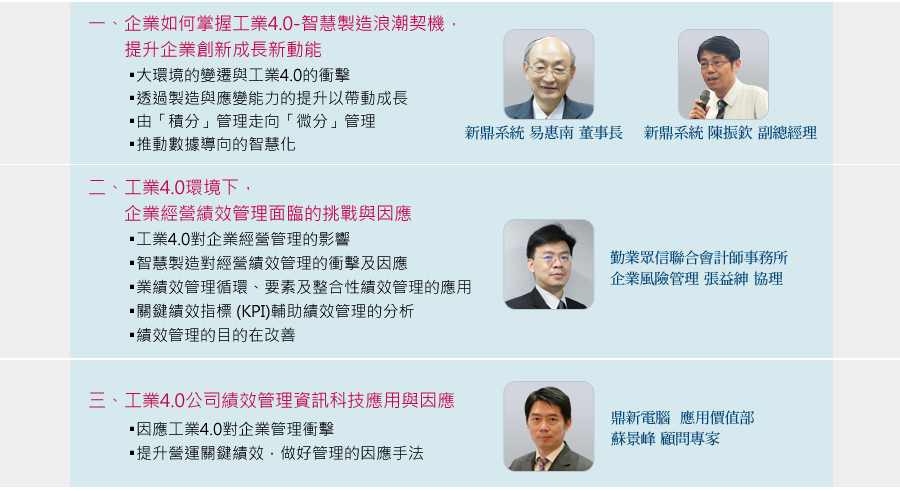 一、企業如何掌握工業4.0-智慧製造浪潮契機，
提升企業創新成長新動能
▪大環境的變遷與工業4.0的衝擊
▪透過製造與應變能力的提升以帶動成長
▪由「積分」管理走向「微分」管理
▪推動數據導向的智慧化
新鼎系統 易惠南 董事長
新鼎系統 陳振欽 副總經理
二、工業4.0環境下，
企業經營績效管理面臨的挑戰與因應
▪工業4.0對企業經營管理的影響
▪智慧製造對經營績效管理的衝擊及因應
▪業績效管理循環、要素及整合性績效管理的應用
▪關鍵績效指標 (KPI)輔助績效管理的分析
▪績效管理的目的在改善
勤業眾信聯合會計師事務所
企業風險管理 張益紳 協理
三、工業4.0公司績效管理資訊科技應用與因應
▪因應工業4.0對企業管理衝擊
▪提升營運關鍵績效，做好管理的因應手法
鼎新電腦 應用價值部
蘇景峰 顧問專家